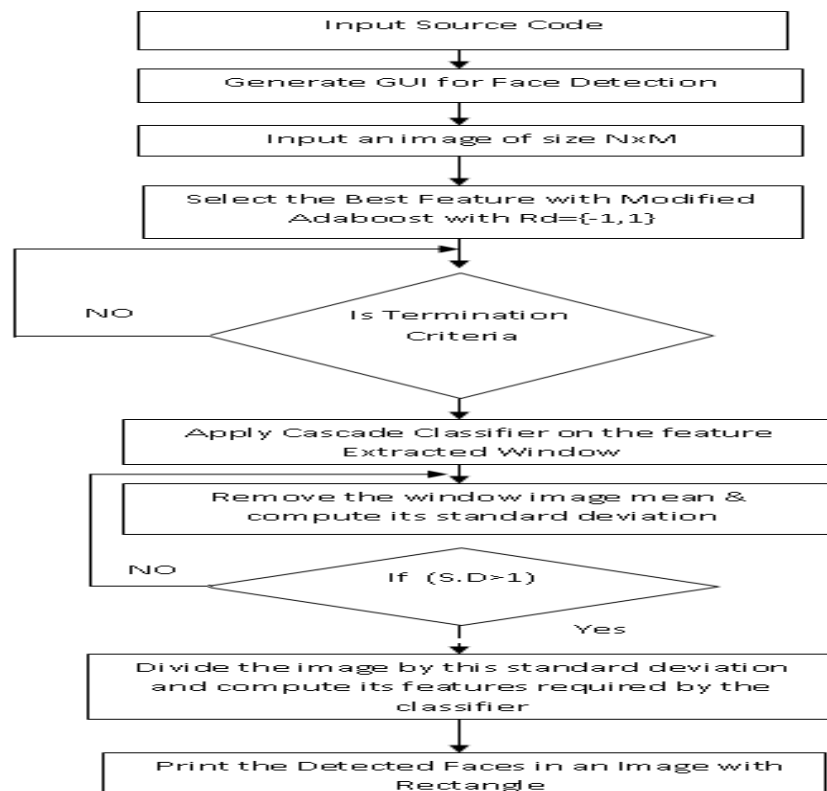 Input Source Code
Generate GUI for Face Detection
Input an image of size NxM
Select the Best Feature with Modified
Adaboost with Rd={-1,1}
NO
Is Termination
Criteria
Apply Cascade Classifier on the feature
Extracted Window
Remove the window image mean &
compute its standard deviation
NO
If (S.D>1)
Yes
Divide the image by this standard deviation
and compute its features required by the
classifier
Print the Detected Faces in an Image with
Rectangle